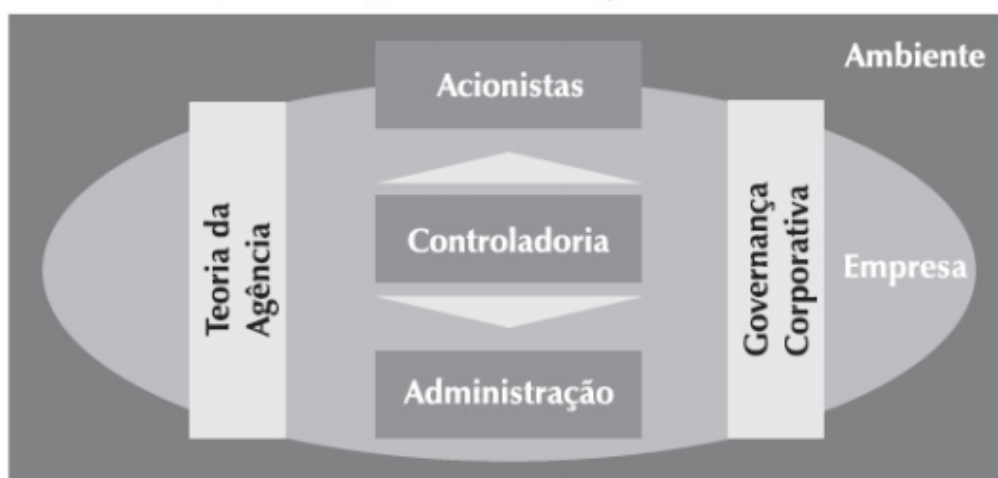 Ambiente
Acionistas
Teoria da
Agência
Controladoria
Governança
Corporativa
Empresa
Administração